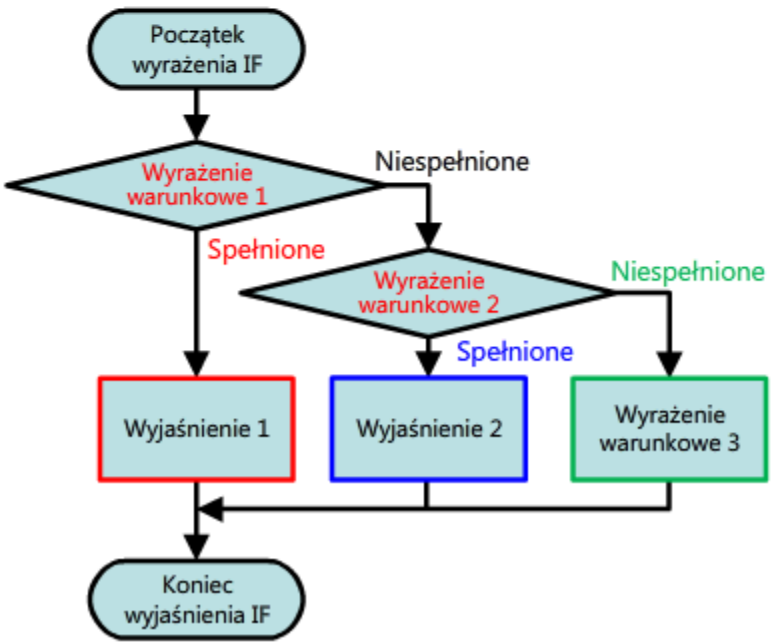 Początek
wyrażenia IF
Wyrażenie
warunkowe 1
Niespełnione
Spełnione
Wyrażenie
warunkowe 2
Niespełnione
Spełnione
Wyjaśnienie 1
Wyjaśnienie 2
Wyrażenie
warunkowe 3
Koniec
wyjaśnienia IF